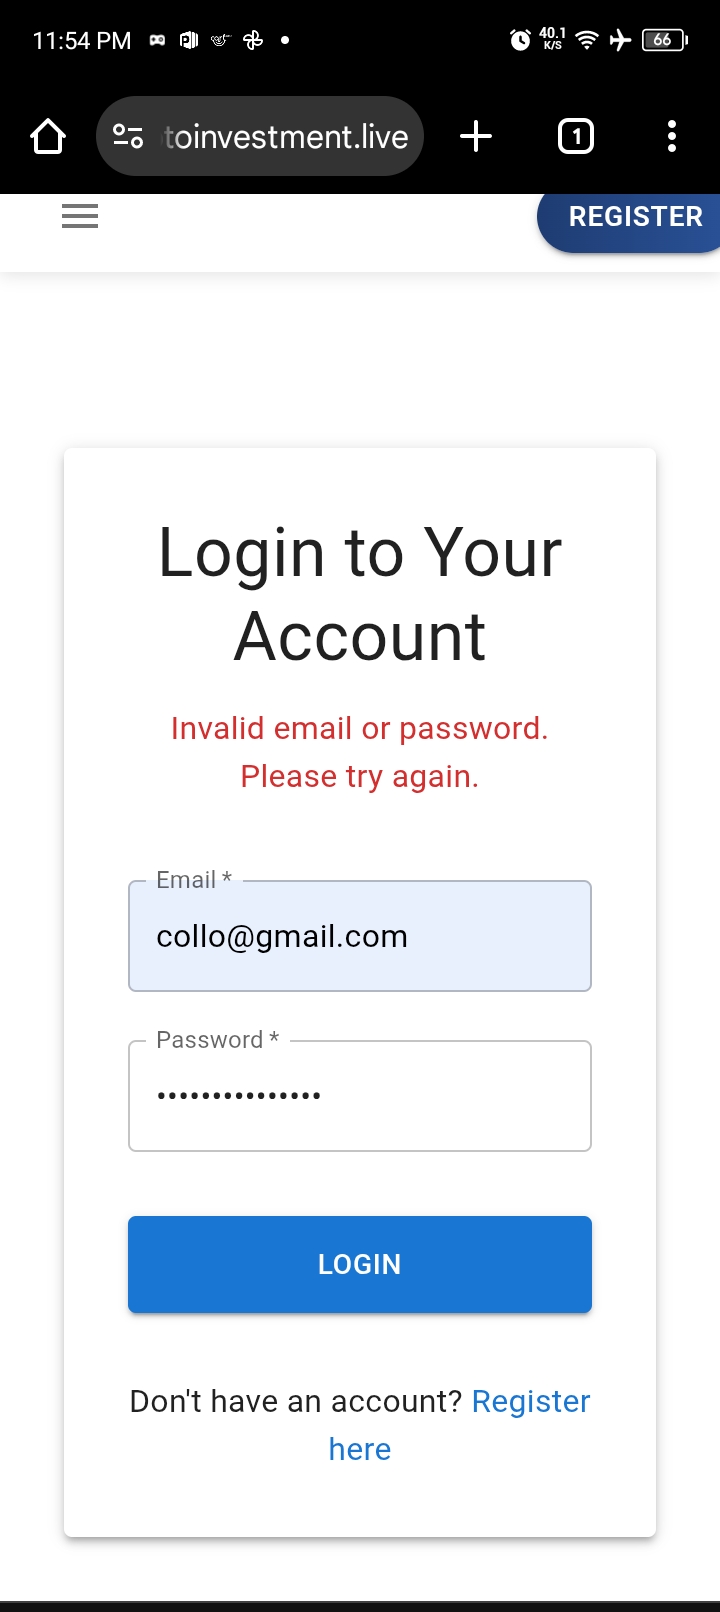 11:54 PM
40.1
K/S
66
toinvestment.live
1
REGISTER
Login to Your
Account
Invalid email or password.
Please try again.
Email *
collo@gmail.com
Password *
•••••••••••••••
LOGIN
Don't have an account? Register
here